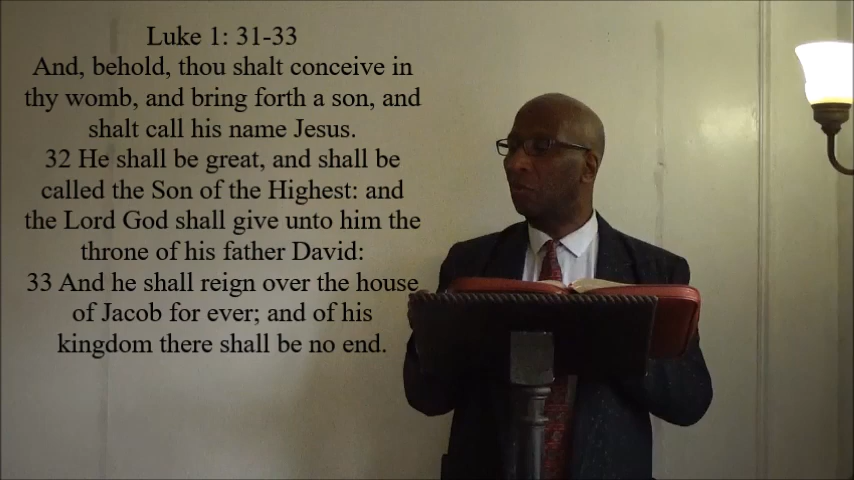 Luke 1: 31-33
And, behold, thou shalt conceive in
thy womb, and bring forth a son, and
shalt call his name Jesus.
32 He shall be great, and shall be
called the Son of the Highest: and
the Lord God shall give unto him the
throne of his father David:
33 And he shall reign over the house
of Jacob for ever; and of his
kingdom there shall be no end.